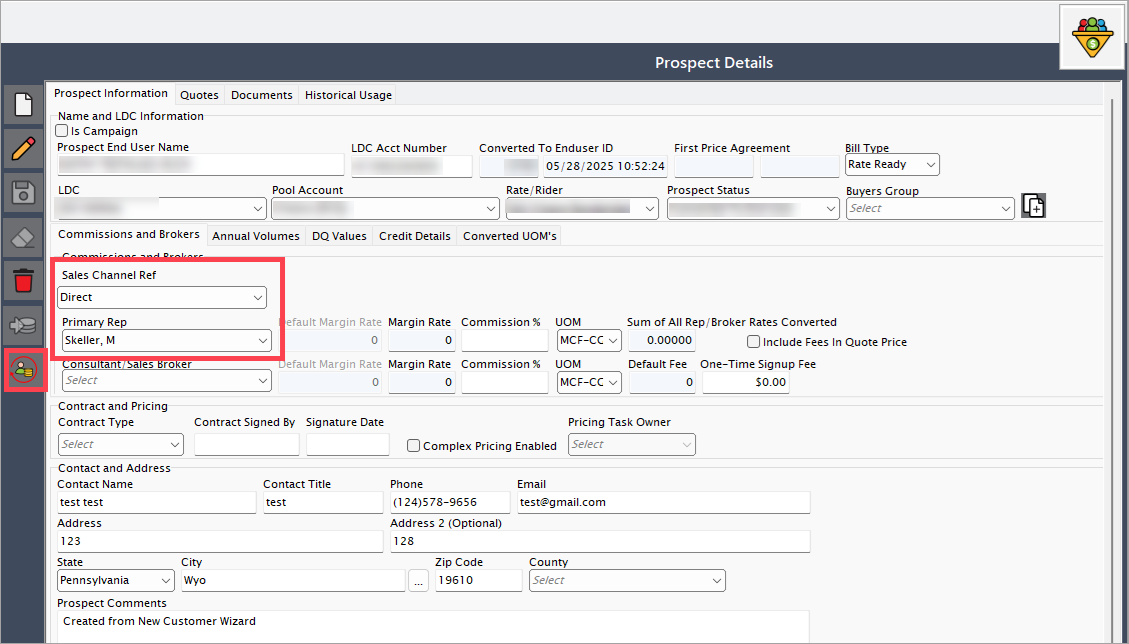 Prospect Details
Prospect Information Quotes Documents Historical Usage
Name and LDC Information
Is Campaign
Prospect End User Name LDC Acct Number Converted To Enduser ID First Price Agreement Bill Type
05/28/2025 10:52:24 Rate Ready
LDC Pool Account Rate/Rider Prospect Status Buyers Group
Select
Commissions and Brokers Annual Volumes DQ Values Credit Details Converted UOM's
Commissions and Brokers
Sales Channel Ref
Direct
Primary Rep Default Margin Rate Margin Rate Commission % UOM Sum of All Rep/Broker Rates Converted
Skeller, M 0 0 MCF-CC 0.00000 Include Fees In Quote Price
Consultant/Sales Broker Default Margin Rate Margin Rate Commission % UOM Default Fee One-Time Signup Fee
Select 0 0 MCF-CC 0 $0.00
Contract and Pricing
Contract Type Contract Signed By Signature Date Pricing Task Owner
Select Complex Pricing Enabled Select
Contact and Address
Contact Name Contact Title Phone Email
test test test (124)578-9656 test@gmail.com
Address Address 2 (Optional)
123 128
State City Zip Code County
Pennsylvania Wyo ... 19610 Select
Prospect Comments
Created from New Customer Wizard